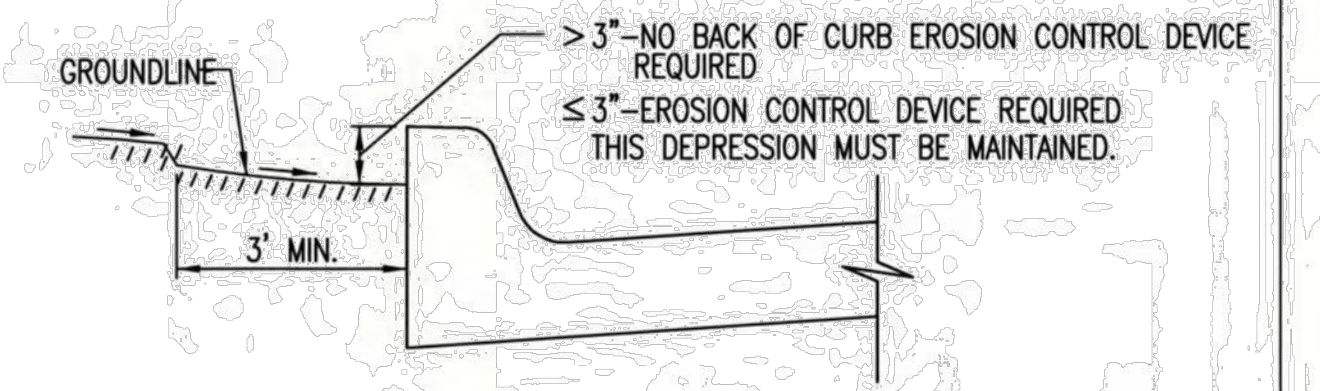 > 3"-NO BACK OF CURB EROSION CONTROL DEVICE
REQUIRED
GROUNDLINE
≤ 3"-EROSION CONTROL DEVICE REQUIRED
THIS DEPRESSION MUST BE MAINTAINED.
3' MIN.